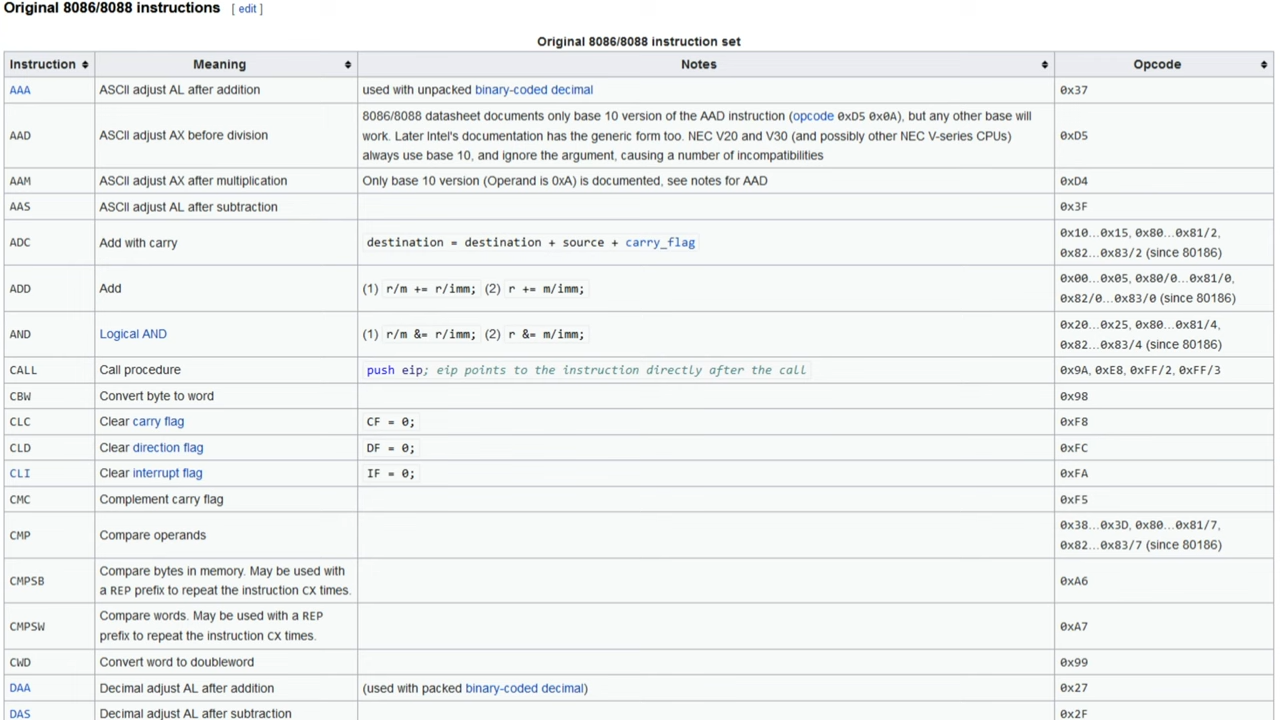 Original 8086/8088 instructions [ edit ]
Original 8086/8088 instruction set
Instruction Meaning Notes Opcode
AAA ASCII adjust AL after addition used with unpacked binary-coded decimal 0x37
8086/8088 datasheet documents only base 10 version of the AAD instruction (opcode 0xD5 0x0A), but any other base will
AAD ASCII adjust AX before division work. Later Intel's documentation has the generic form too. NEC V20 and V30 (and possibly other NEC V-series CPUs) 0xD5
always use base 10, and ignore the argument, causing a number of incompatibilities
AAM ASCII adjust AX after multiplication Only base 10 version (Operand is 0xA) is documented, see notes for AAD 0xD4
AAS ASCII adjust AL after subtraction 0x3F
ADC Add with carry destination = destination + source + carry_flag 0x10...0x15, 0x80...0x81/2,
0x82...0x83/2 (since 80186)
ADD Add (1) r/m += r/imm; (2) r += m/imm; 0x00...0x05, 0x80/0...0x81/0,
0x82/0...0x83/0 (since 80186)
AND Logical AND (1) r/m &= r/imm; (2) r &= m/imm; 0x20...0x25, 0x80...0x81/4,
0x82...0x83/4 (since 80186)
CALL Call procedure push eip; eip points to the instruction directly after the call 0x9A, 0xE8, 0xFF/2, 0xFF/3
CBW Convert byte to word 0x98
CLC Clear carry flag CF = 0; 0xF8
CLD Clear direction flag DF = 0; 0xFC
CLI Clear interrupt flag IF = 0; 0xFA
CMC Complement carry flag 0xF5
CMP Compare operands 0x38...0x3D, 0x80...0x81/7,
0x82...0x83/7 (since 80186)
CMPSB Compare bytes in memory. May be used with 0xA6
a REP prefix to repeat the instruction CX times.
CMPSW Compare words. May be used with a REP 0xA7
prefix to repeat the instruction CX times.
CWD Convert word to doubleword 0x99
DAA Decimal adjust AL after addition (used with packed binary-coded decimal) 0x27
DAS Decimal adjust AL after subtraction 0x2F